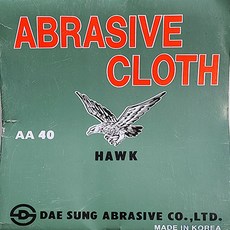 ABRASIVE
CLOTH
AA 40
HAWK
DAE SUNG ABRASIVE CO.,LTD.
MADE IN KOREA